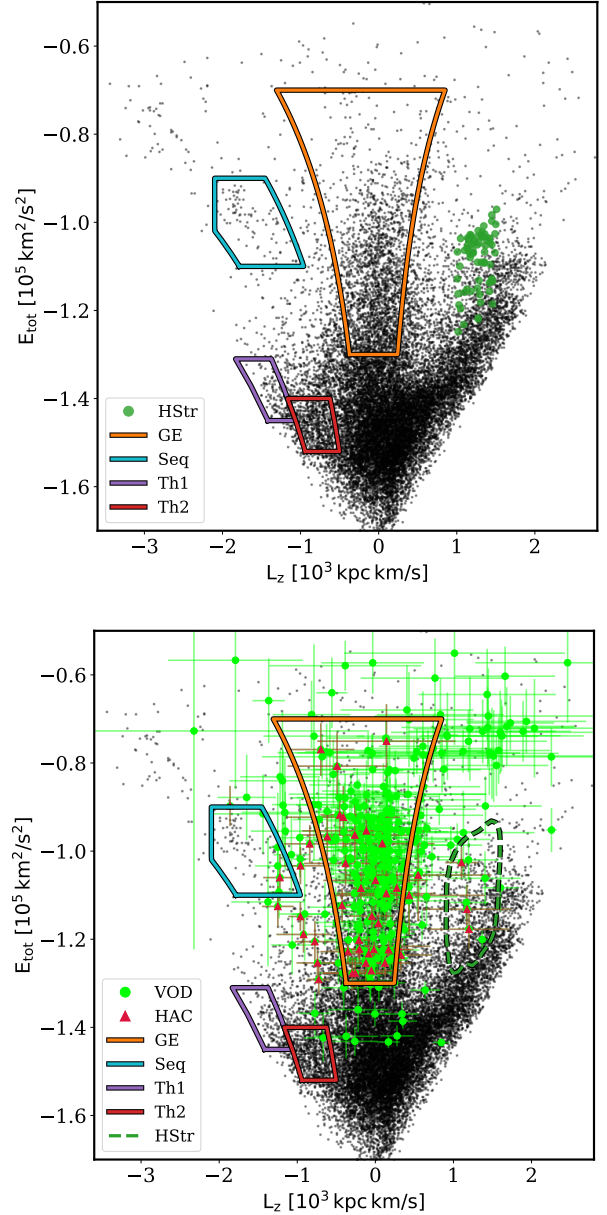 −0.6
−0.8
−1.0
−1.2
−1.4
−1.6
E_tot [10^5 km^2/s^2]
HStr
GE
Seq
Th1
Th2
−3 −2 −1 0 1 2
L_z [10^3 kpc km/s]
−0.6
−0.8
−1.0
−1.2
−1.4
−1.6
E_tot [10^5 km^2/s^2]
VOD
HAC
GE
Seq
Th1
Th2
HStr
−3 −2 −1 0 1 2
L_z [10^3 kpc km/s]